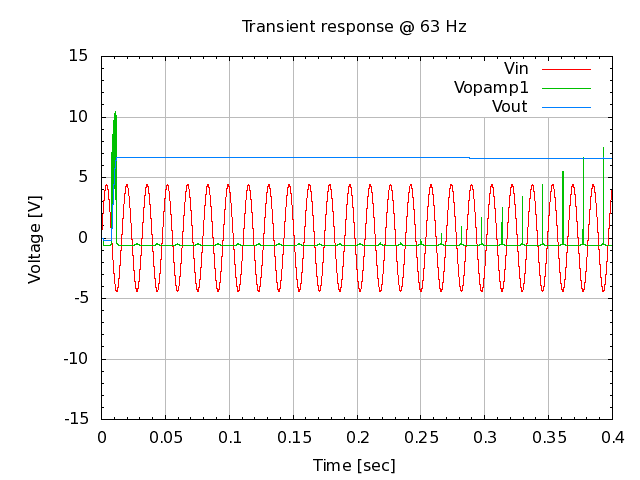 Transient response @ 63 Hz
Vin
Vopamp1
Vout
15
10
5
0
-5
-10
-15
Voltage [V]
0 0.05 0.1 0.15 0.2 0.25 0.3 0.35 0.4
Time [sec]